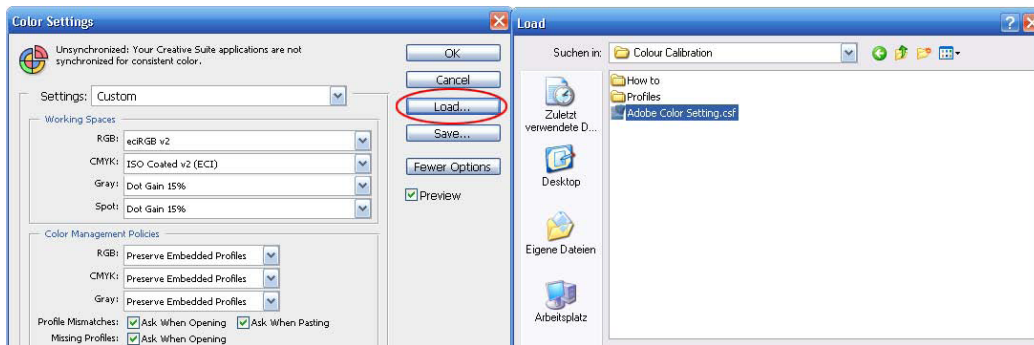 Color Settings
Unsynchronized: Your Creative Suite applications are not
synchronized for consistent color.
Settings: Custom
Working Spaces
RGB: eciRGB v2
CMYK: ISO Coated v2 (ECI)
Gray: Dot Gain 15%
Spot: Dot Gain 15%
Color Management Policies
RGB: Preserve Embedded Profiles
CMYK: Preserve Embedded Profiles
Gray: Preserve Embedded Profiles
Profile Mismatches: Ask When Opening Ask When Pasting
Missing Profiles: Ask When Opening
OK
Cancel
Load...
Save...
Fewer Options
Preview
Load
Suchen in: Colour Calibration
Zuletzt
verwendete D...
Desktop
Eigene Dateien
Arbeitsplatz
How to
Profiles
Adobe Color Setting.csf